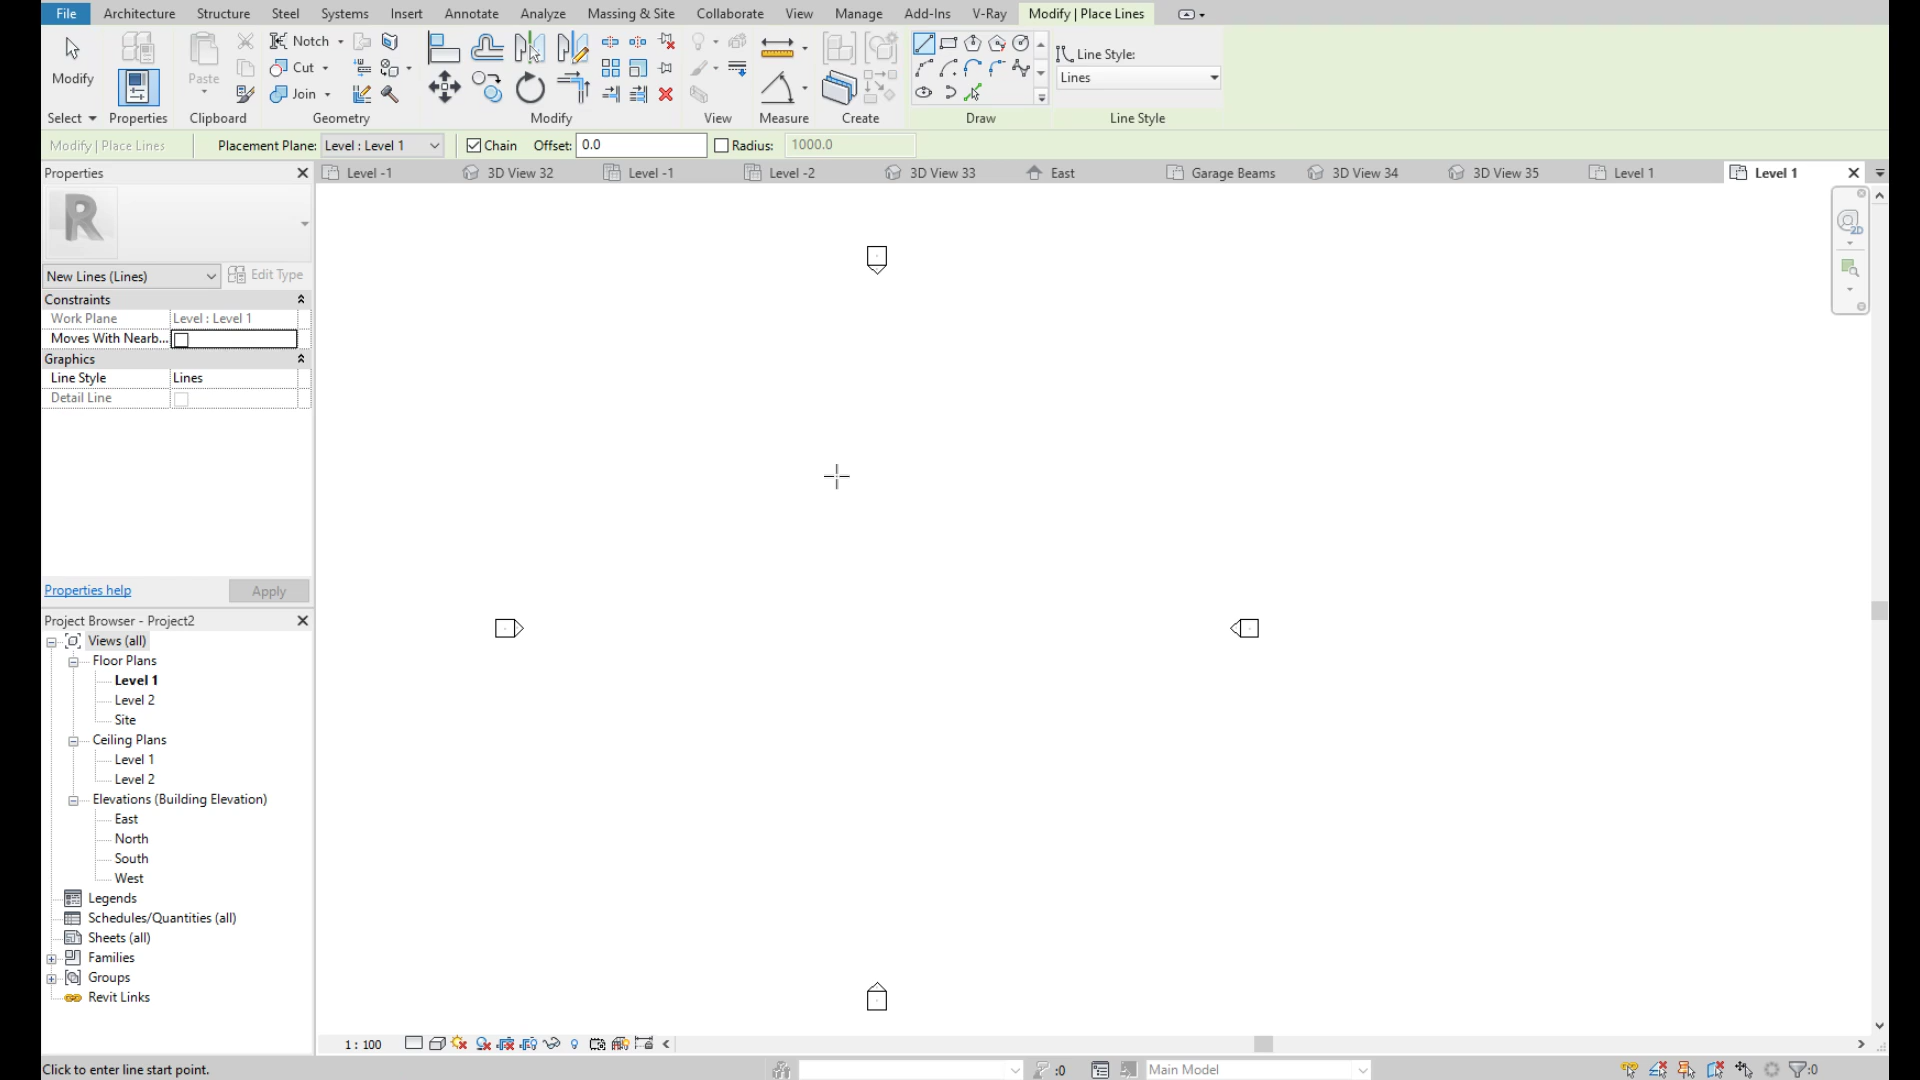 File Architecture Structure Steel Systems Insert Annotate Analyze Massing & Site Collaborate View Manage Add-Ins V-Ray Modify | Place Lines
Modify
Paste
Notch
Cut
Join
Line Style:
Lines
Select Properties Clipboard Geometry Modify View Measure Create Draw Line Style
Modify | Place Lines Placement Plane: Level : Level 1 Chain Offset: 0.0 Radius: 1000.0
Properties
Level -1 3D View 32 Level -1 Level -2 3D View 33 East Garage Beams 3D View 34 3D View 35 Level 1 Level 1
R
2D
New Lines (Lines) Edit Type
Constraints
Work Plane Level : Level 1
Moves With Nearb...
Graphics
Line Style Lines
Detail Line
Properties help Apply
Project Browser - Project2
Views (all)
Floor Plans
Level 1
Level 2
Site
Ceiling Plans
Level 1
Level 2
Elevations (Building Elevation)
East
North
South
West
Legends
Schedules/Quantities (all)
Sheets (all)
Families
Groups
Revit Links
1 : 100
Click to enter line start point. :0 Main Model :0